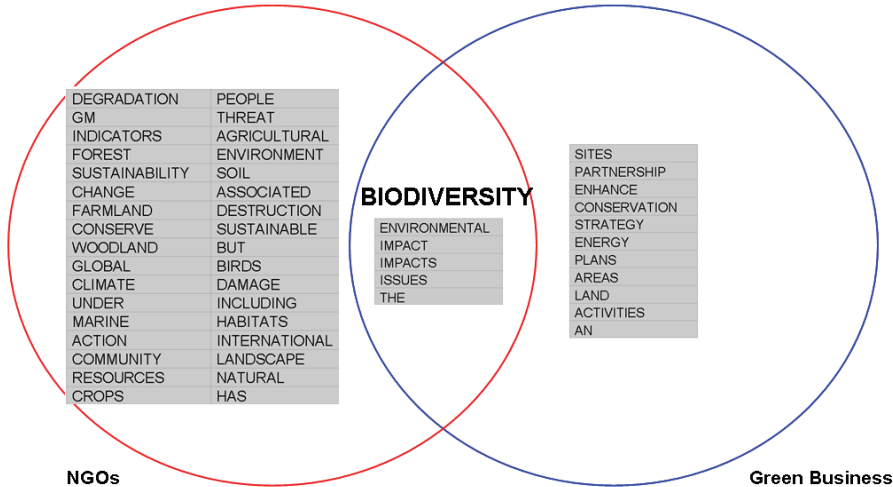 DEGRADATION PEOPLE
GM THREAT
INDICATORS AGRICULTURAL
FOREST ENVIRONMENT
SUSTAINABILITY SOIL
CHANGE ASSOCIATED
FARMLAND DESTRUCTION
CONSERVE SUSTAINABLE
WOODLAND BUT
GLOBAL BIRDS
CLIMATE DAMAGE
UNDER INCLUDING
MARINE HABITATS
ACTION INTERNATIONAL
COMMUNITY LANDSCAPE
RESOURCES NATURAL
CROPS HAS
BIODIVERSITY
ENVIRONMENTAL
IMPACT
IMPACTS
ISSUES
THE
SITES
PARTNERSHIP
ENHANCE
CONSERVATION
STRATEGY
ENERGY
PLANS
AREAS
LAND
ACTIVITIES
AN
NGOs
Green Business